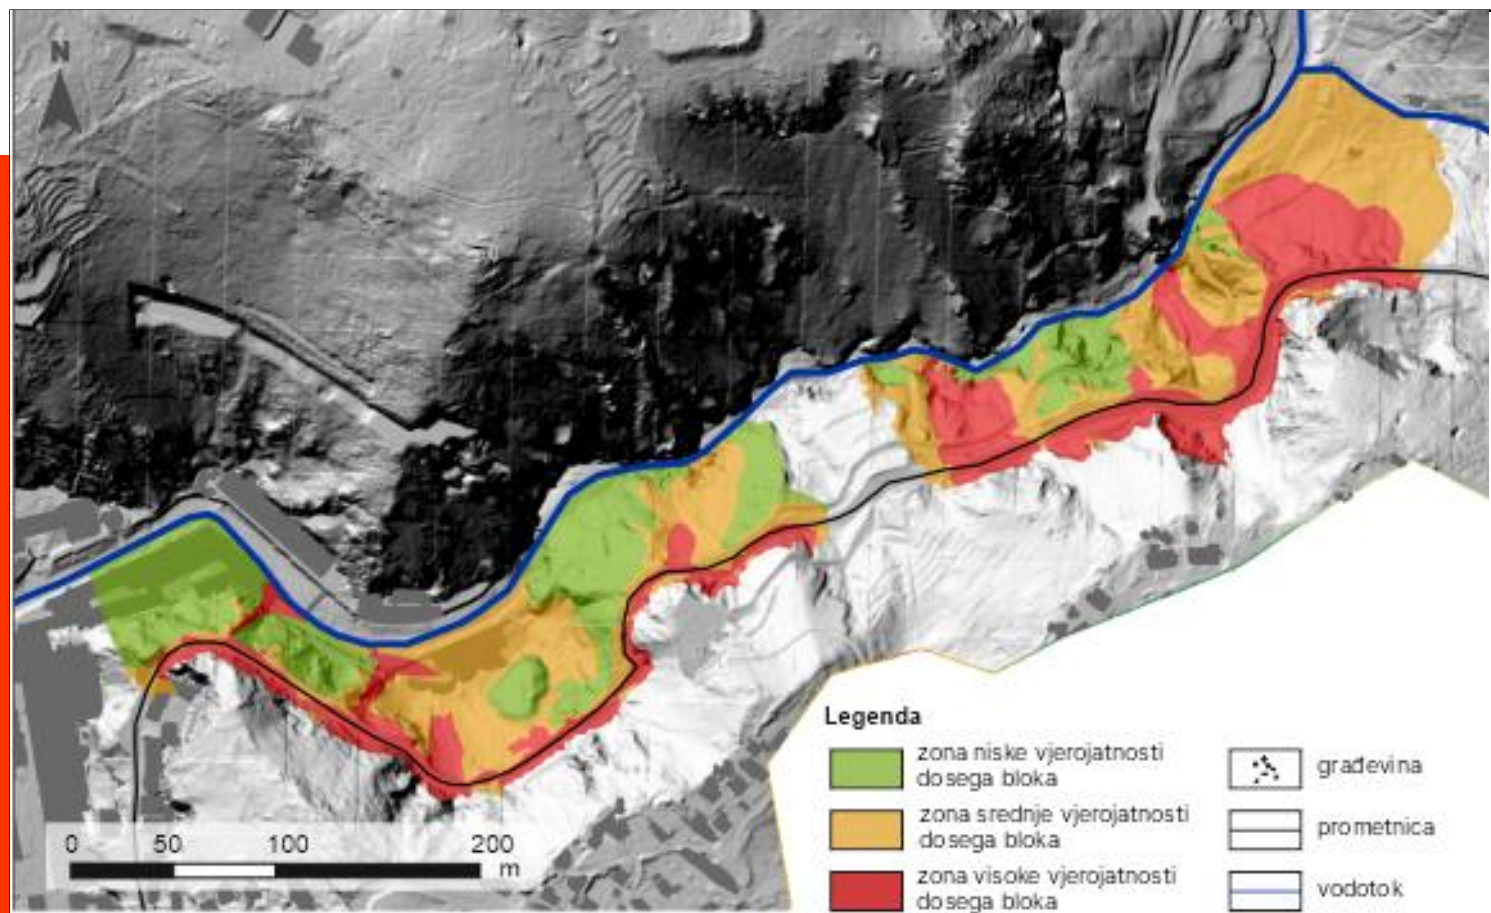 N
Legenda
zona niske vjerojatnosti
dosega bloka
zona srednje vjerojatnosti
dosega bloka
zona visoke vjerojatnosti
dosega bloka
građevina
prometnica
vodotok
0 50 100 200
m